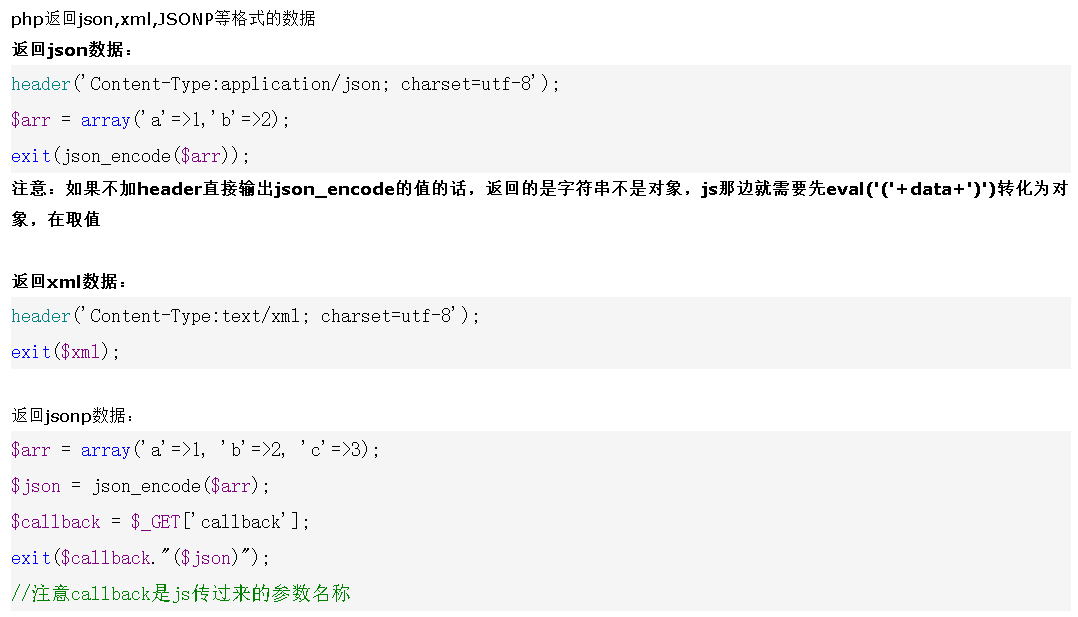 php返回json,xml,JSONP等格式的数据
返回json数据：
header('Content-Type:application/json; charset=utf-8');
$arr = array('a'=>1,'b'=>2);
exit(json_encode($arr));
注意：如果不加header直接输出json_encode的值的话，返回的是字符串不是对象，js那边就需要先eval('('+data+')')转化为对
象，在取值
返回xml数据：
header('Content-Type:text/xml; charset=utf-8');
exit($xml);
返回jsonp数据：
$arr = array('a'=>1, 'b'=>2, 'c'=>3);
$json = json_encode($arr);
$callback = $_GET['callback'];
exit($callback."($json)");
//注意callback是js传过来的参数名称